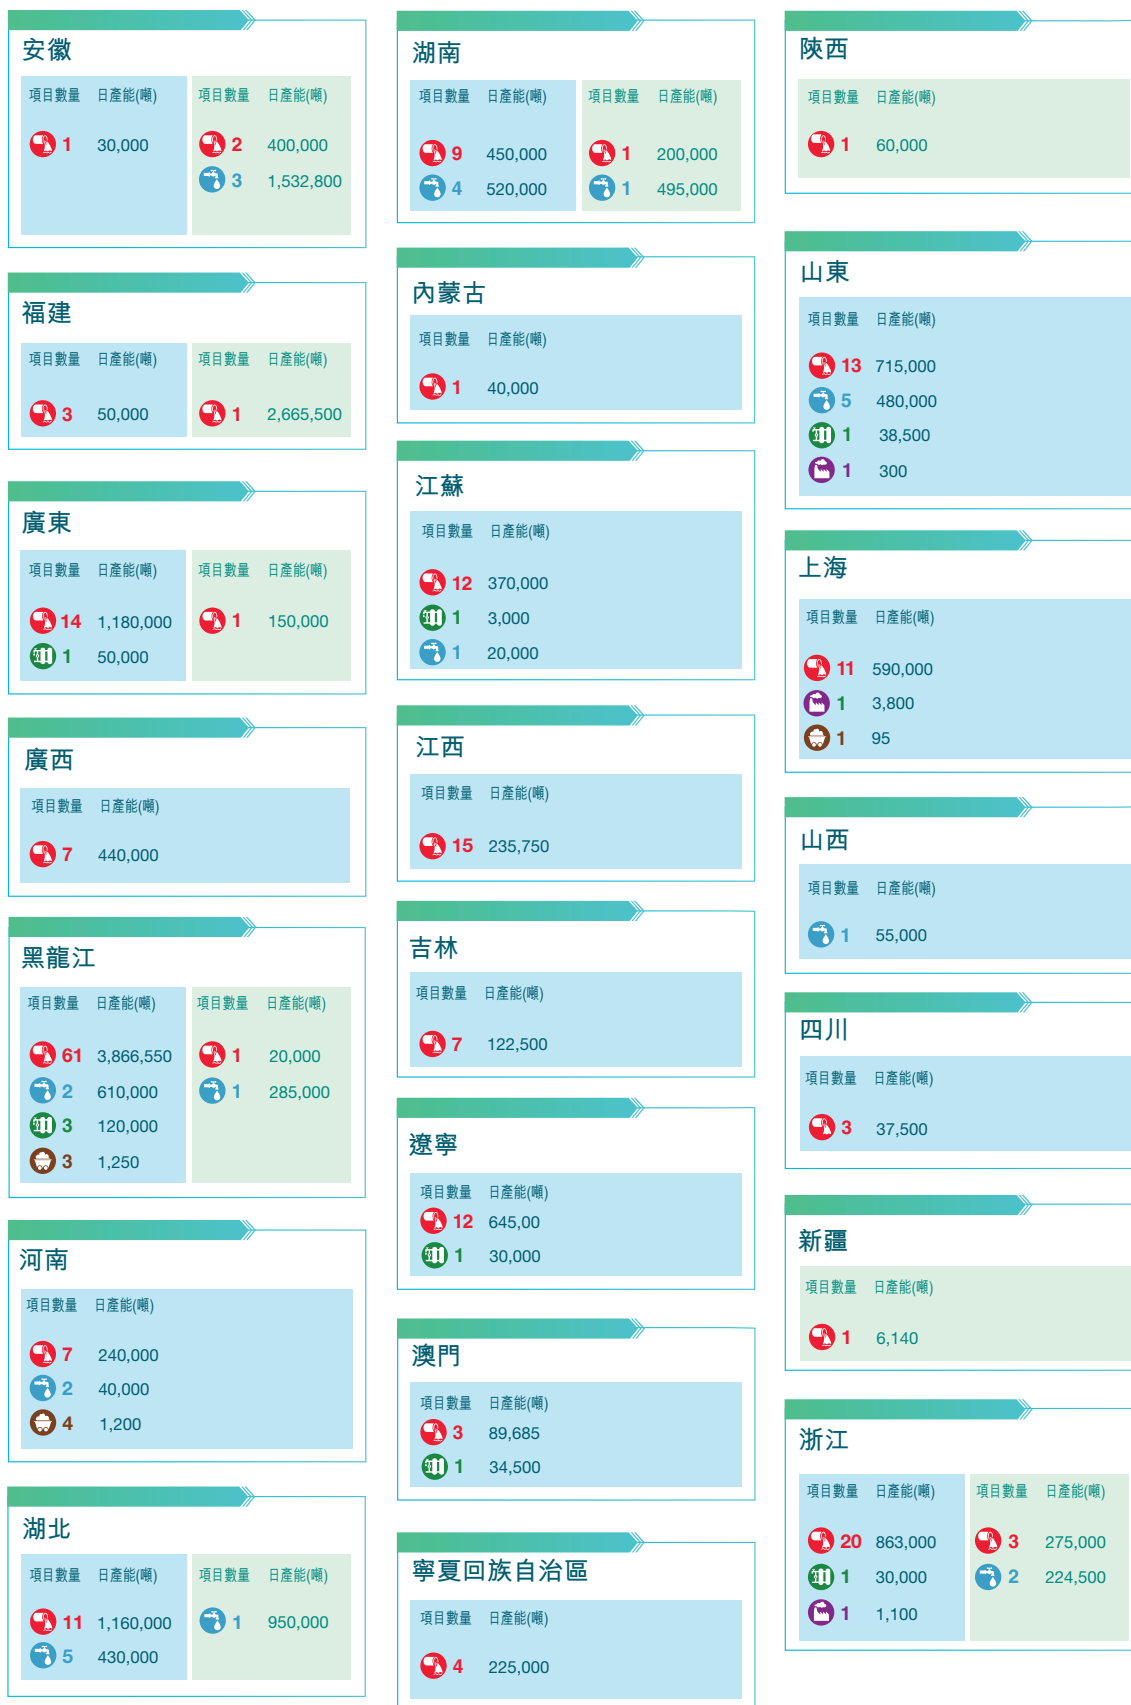 安徽
項目數量 日產能(噸) 項目數量 日產能(噸)
1 30,000 2 400,000
3 1,532,800
福建
項目數量 日產能(噸) 項目數量 日產能(噸)
3 50,000 1 2,665,500
廣東
項目數量 日產能(噸) 項目數量 日產能(噸)
14 1,180,000 1 150,000
1 50,000
廣西
項目數量 日產能(噸)
7 440,000
黑龍江
項目數量 日產能(噸) 項目數量 日產能(噸)
61 3,866,550 1 20,000
2 610,000 1 285,000
3 120,000
3 1,250
河南
項目數量 日產能(噸)
7 240,000
2 40,000
4 1,200
湖北
項目數量 日產能(噸) 項目數量 日產能(噸)
11 1,160,000 1 950,000
5 430,000
湖南
項目數量 日產能(噸) 項目數量 日產能(噸)
9 450,000 1 200,000
4 520,000 1 495,000
內蒙古
項目數量 日產能(噸)
1 40,000
江蘇
項目數量 日產能(噸)
12 370,000
1 3,000
1 20,000
江西
項目數量 日產能(噸)
15 235,750
吉林
項目數量 日產能(噸)
7 122,500
遼寧
項目數量 日產能(噸)
12 645,00
1 30,000
澳門
項目數量 日產能(噸)
3 89,685
1 34,500
寧夏回族自治區
項目數量 日產能(噸)
4 225,000
陝西
項目數量 日產能(噸)
1 60,000
山東
項目數量 日產能(噸)
13 715,000
5 480,000
1 38,500
1 300
上海
項目數量 日產能(噸)
11 590,000
1 3,800
1 95
山西
項目數量 日產能(噸)
1 55,000
四川
項目數量 日產能(噸)
3 37,500
新疆
項目數量 日產能(噸)
1 6,140
浙江
項目數量 日產能(噸) 項目數量 日產能(噸)
20 863,000 3 275,000
1 30,000 2 224,500
1 1,100